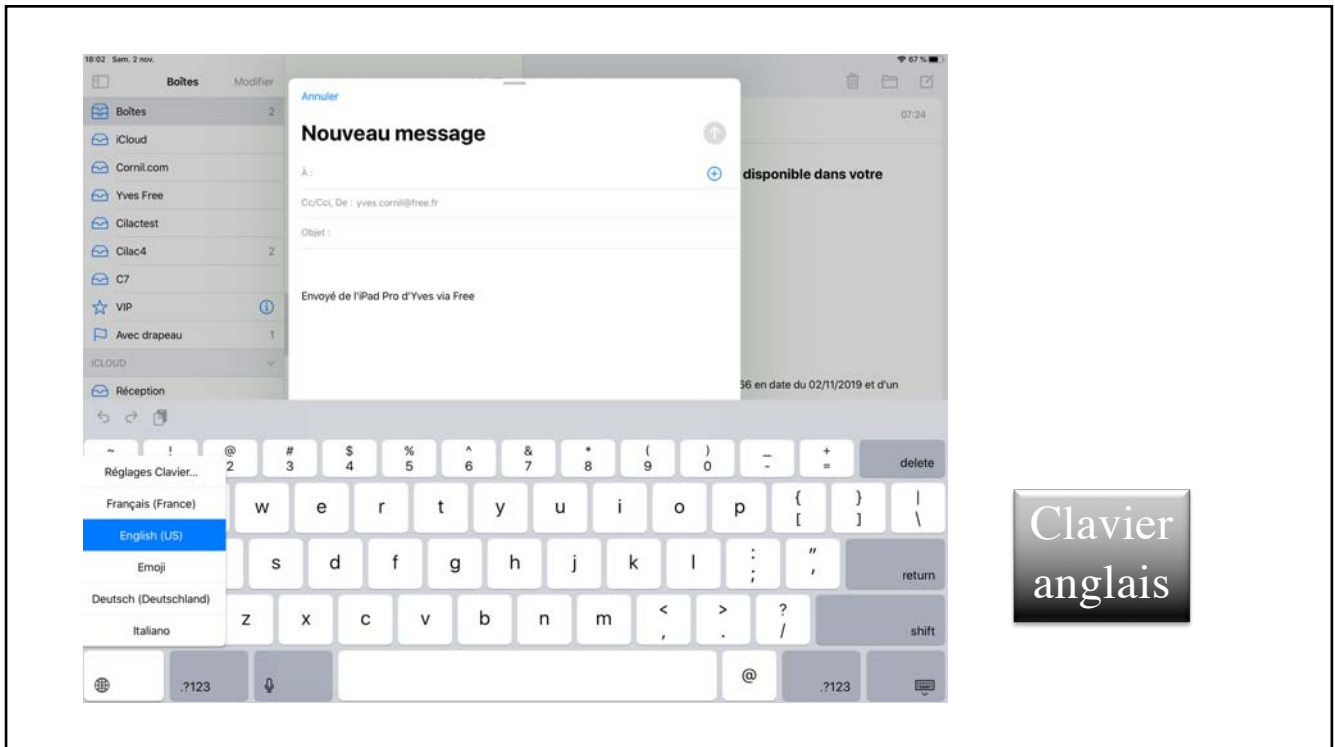 18:02 Sam. 2 nov.
67 %
Boîtes Modifier
Boîtes 2
iCloud
Cornil.com
Yves Free
Cilactest
Cilac4 2
C7
VIP
Avec drapeau 1
ICLOUD
Réception
Annuler
Nouveau message
À :
Cc/Cci, De : yves.cornil@free.fr
Objet :
Envoyé de l'iPad Pro d'Yves via Free
07:24
disponible dans votre
66 en date du 02/11/2019 et d'un
~ ! @ # $ % ^ & * ( ) _ +
2 3 4 5 6 7 8 9 0 - = delete
w e r t y u i o p { } |
[ ] \
s d f g h j k l : "
; ' return
z x c v b n m < > ?
, . / shift
.?123 @ .?123
Réglages Clavier...
Français (France)
English (US)
Emoji
Deutsch (Deutschland)
Italiano
Clavier
anglais